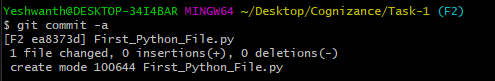 Yeshwanth@DESKTOP-34I4BAR MINGW64 ~/Desktop/Cognizance/Task-1 (F2)
$ git commit -a
[F2 ea8373d] First_Python_File.py
 1 file changed, 0 insertions(+), 0 deletions(-)
 create mode 100644 First_Python_File.py